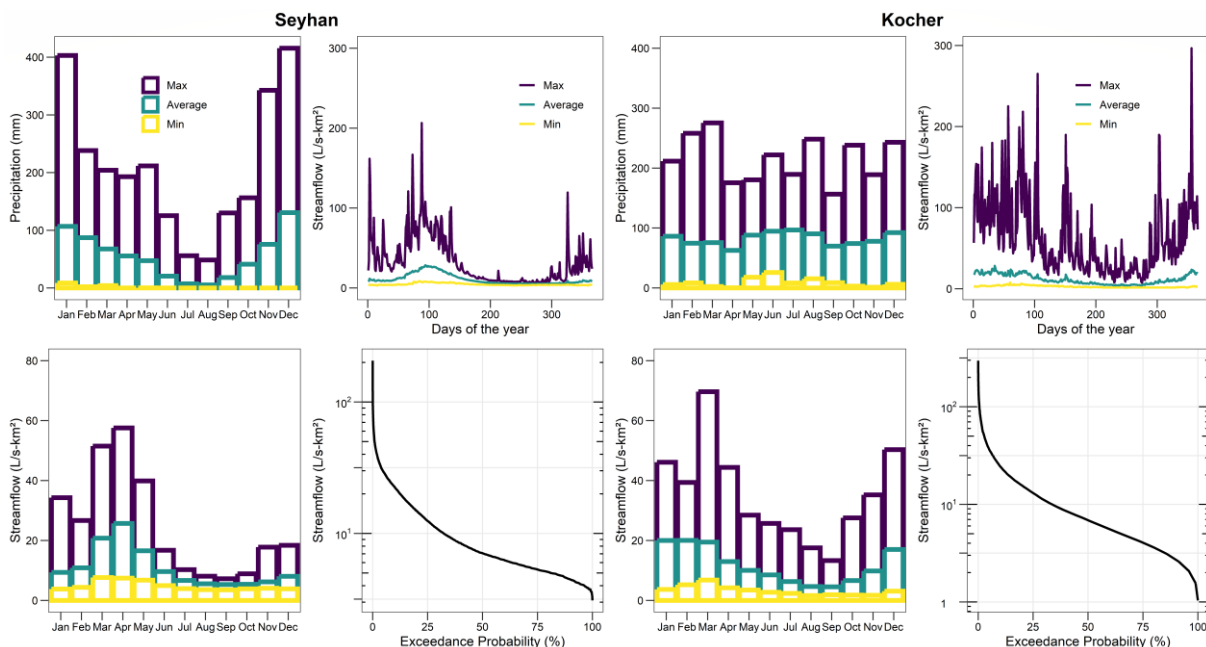 Seyhan
Kocher
Precipitation (mm)
400
300
200
100
0
Max
Average
Min
Jan Feb Mar Apr May Jun Jul Aug Sep Oct Nov Dec
Streamflow (L/s-km²)
300
200
100
0
Max
Average
Min
0 100 200 300
Days of the year
Precipitation (mm)
400
300
200
100
0
Jan Feb Mar Apr May Jun Jul Aug Sep Oct Nov Dec
Streamflow (L/s-km²)
300
200
100
0
Max
Average
Min
0 100 200 300
Days of the year
Streamflow (L/s-km²)
80
60
40
20
0
Jan Feb Mar Apr May Jun Jul Aug Sep Oct Nov Dec
Streamflow (L/s-km²)
10²
10¹
0 25 50 75 100
Exceedance Probability (%)
Streamflow (L/s-km²)
80
60
40
20
0
Jan Feb Mar Apr May Jun Jul Aug Sep Oct Nov Dec
Streamflow (L/s-km²)
10²
10¹
1
0 25 50 75 100
Exceedance Probability (%)